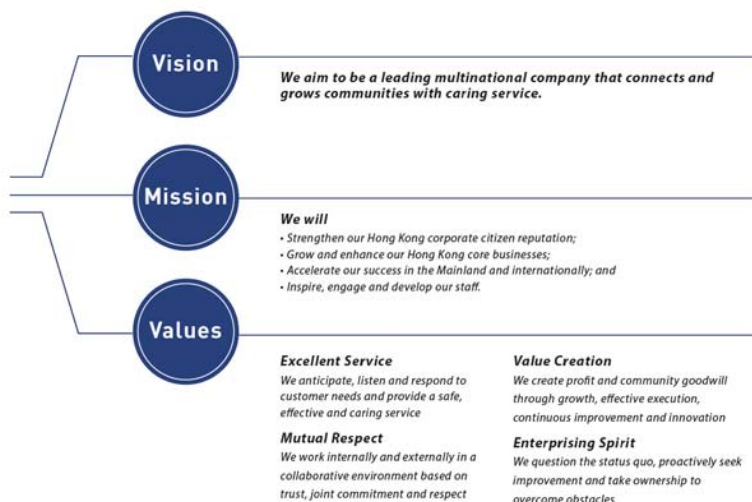 Vision
We aim to be a leading multinational company that connects and
grows communities with caring service.
Mission
We will
• Strengthen our Hong Kong corporate citizen reputation;
• Grow and enhance our Hong Kong core businesses;
• Accelerate our success in the Mainland and internationally; and
• Inspire, engage and develop our staff.
Values
Excellent Service
We anticipate, listen and respond to
customer needs and provide a safe,
effective and caring service
Mutual Respect
We work internally and externally in a
collaborative environment based on
trust, joint commitment and respect
Value Creation
We create profit and community goodwill
through growth, effective execution,
continuous improvement and innovation
Enterprising Spirit
We question the status quo, proactively seek
improvement and take ownership to
overcome obstacles